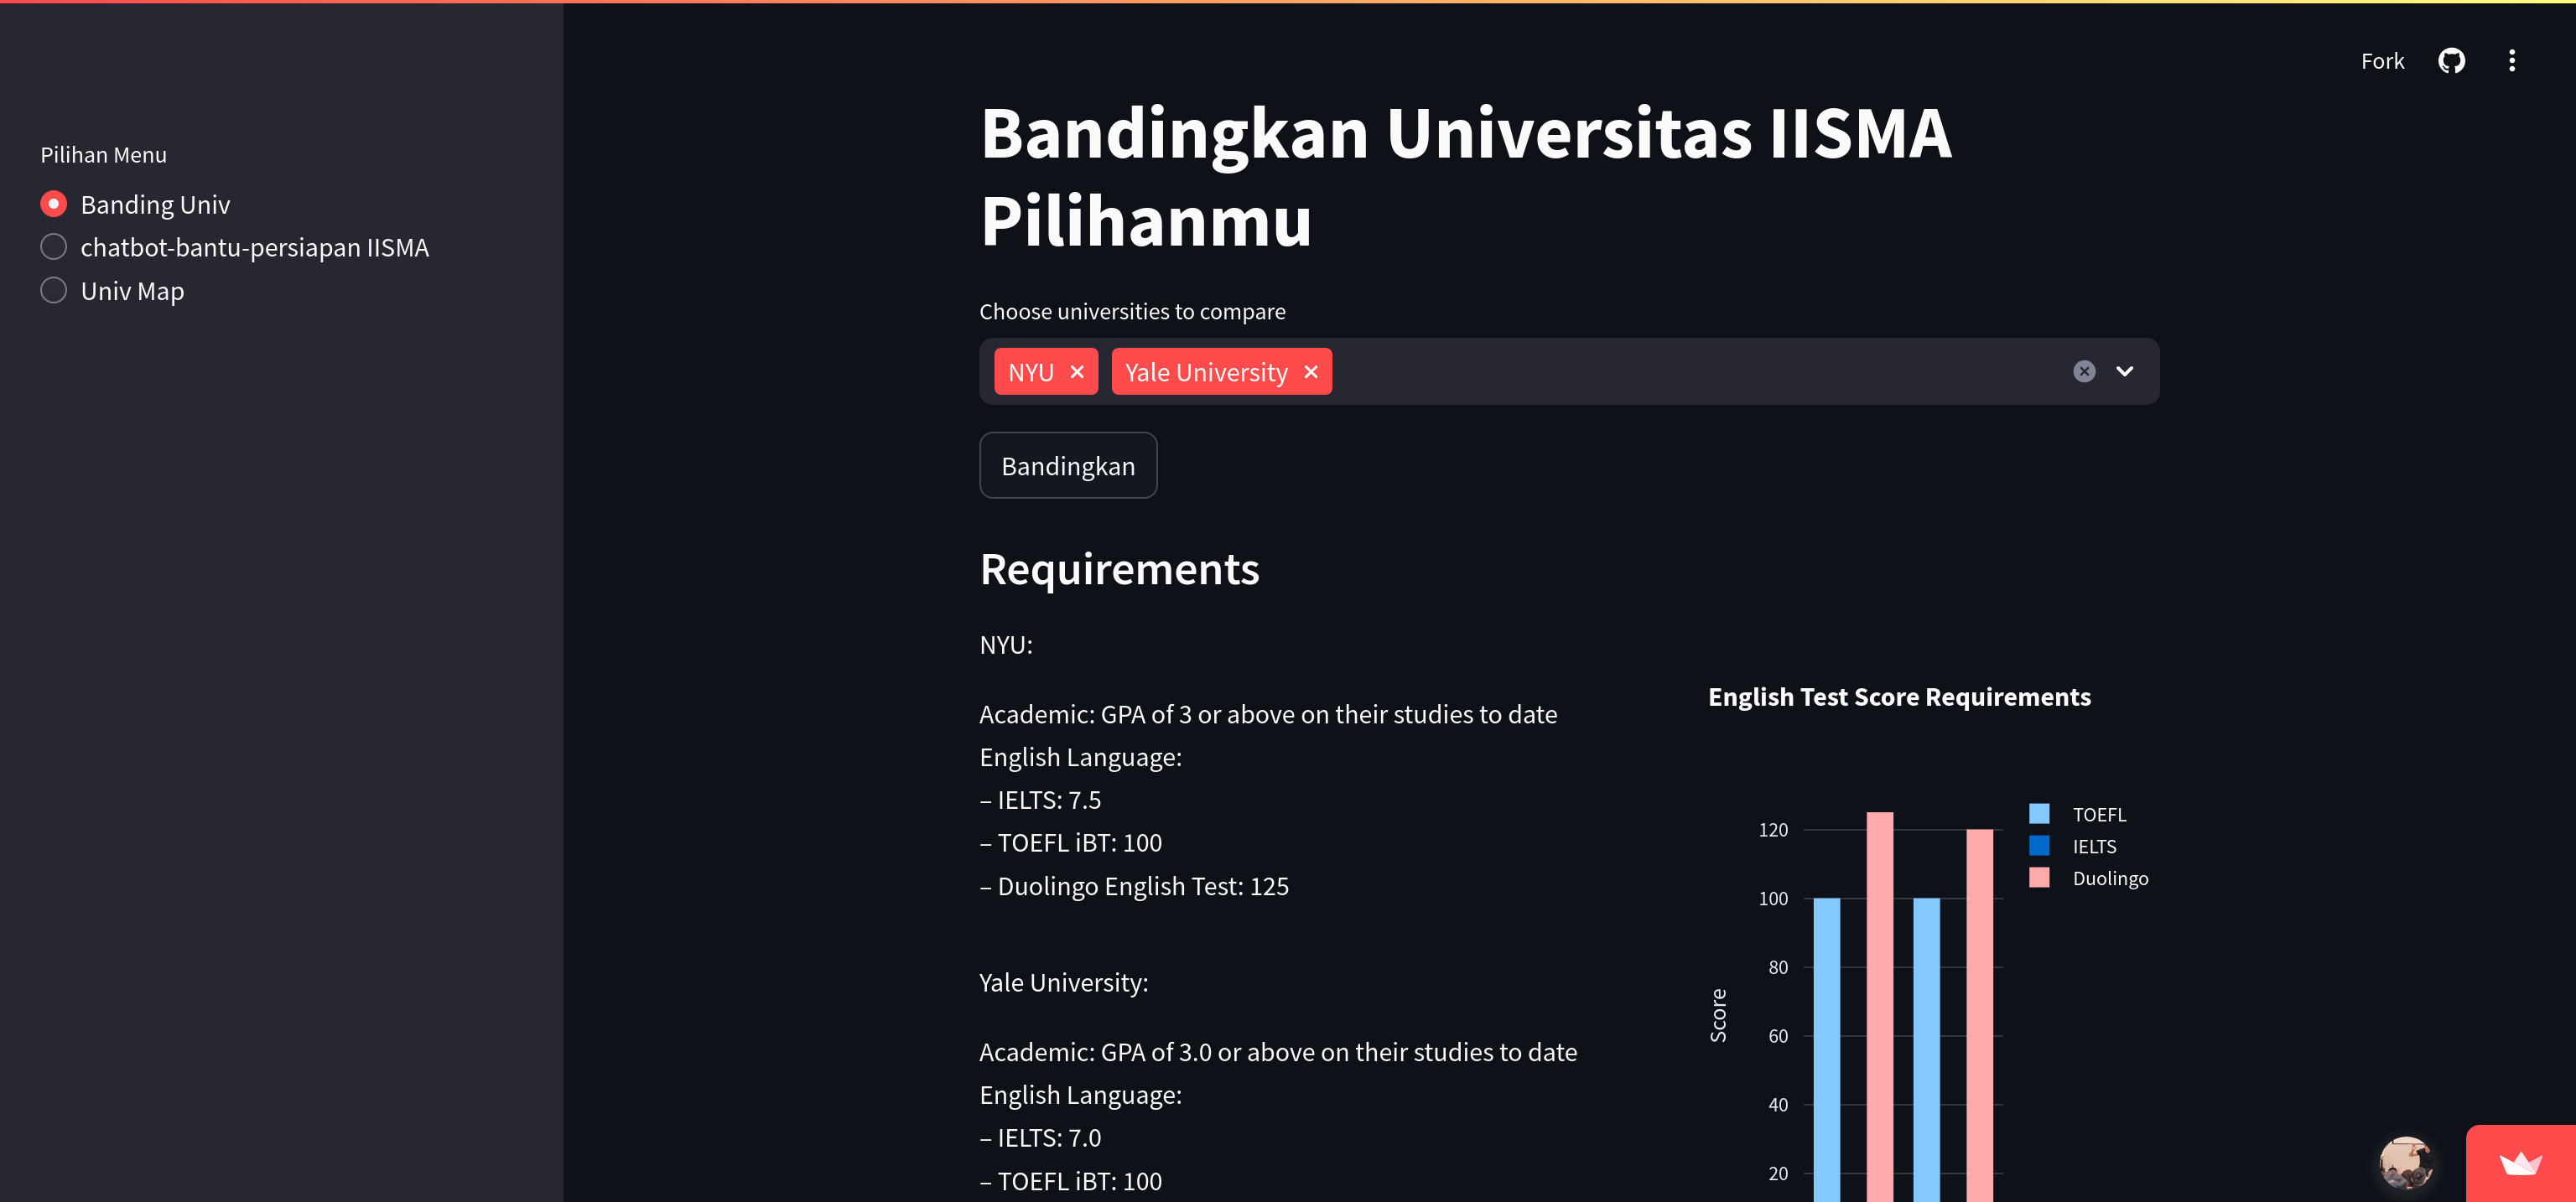 Fork
Pilihan Menu
Banding Univ
chatbot-bantu-persiapan IISMA
Univ Map
Bandingkan Universitas IISMA
Pilihanmu
Choose universities to compare
NYU
Yale University
Bandingkan
Requirements
NYU:
Academic: GPA of 3 or above on their studies to date
English Language:
– IELTS: 7.5
– TOEFL iBT: 100
– Duolingo English Test: 125
Yale University:
Academic: GPA of 3.0 or above on their studies to date
English Language:
– IELTS: 7.0
– TOEFL iBT: 100
English Test Score Requirements
TOEFL
IELTS
Duolingo
120
100
80
60
40
20
Score